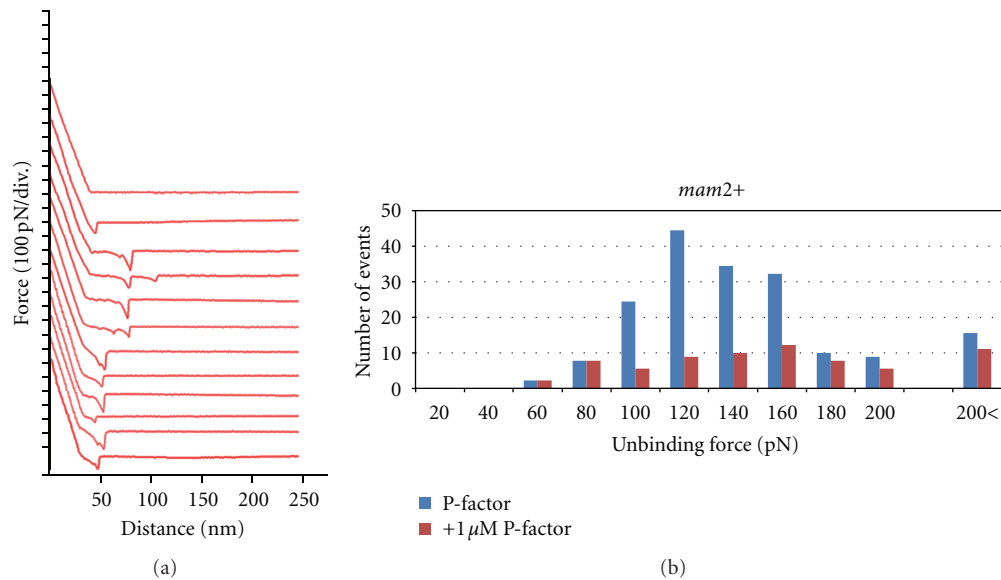 Force (100 pN/div.)
50 100 150 200 250
Distance (nm)
(a)
mam2+
Number of events
50
40
30
20
10
0
20 40 60 80 100 120 140 160 180 200 200<
Unbinding force (pN)
P-factor
+1 μM P-factor
(b)